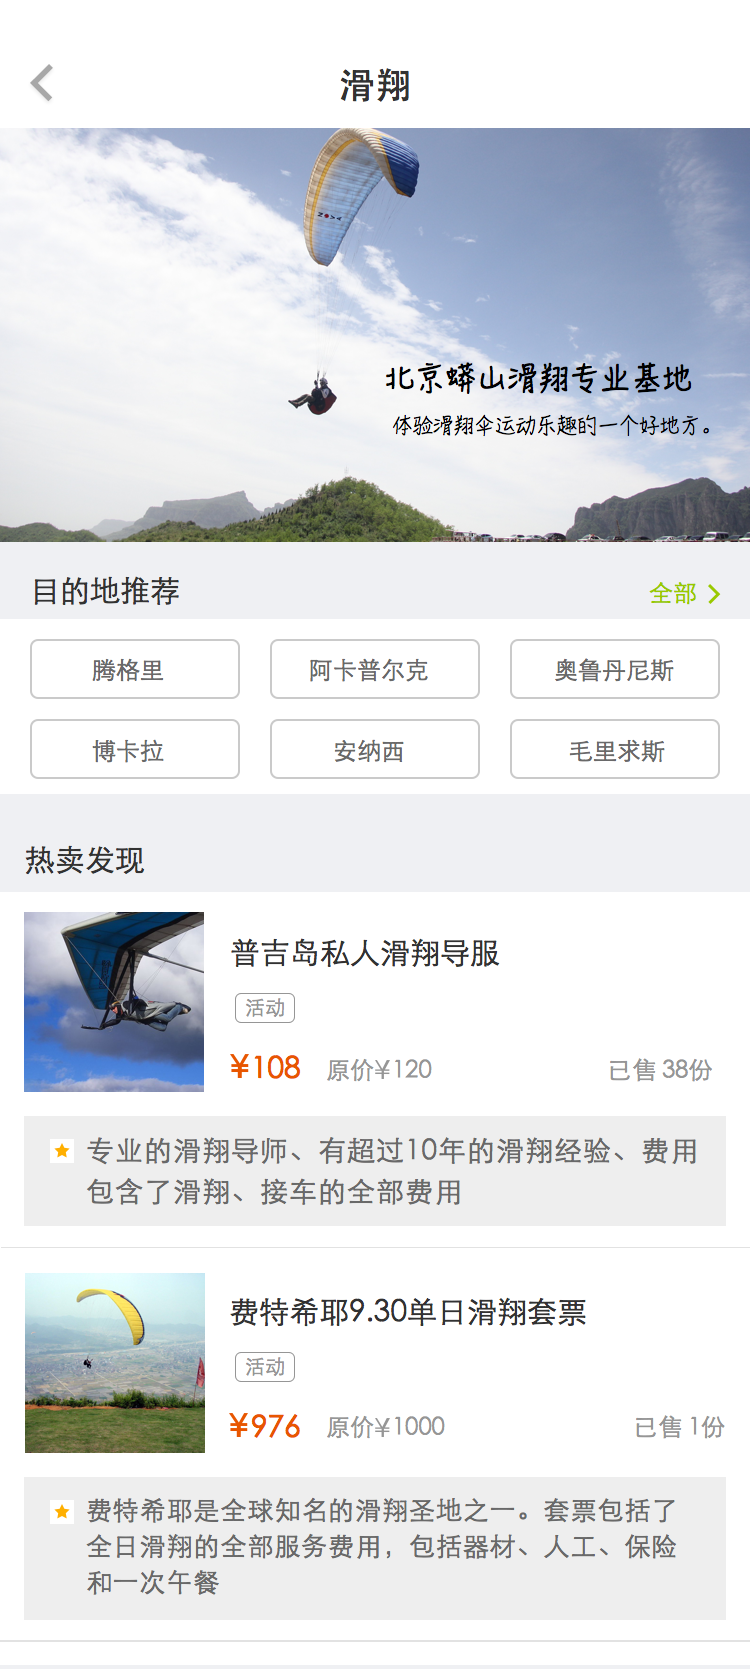 滑翔
NOVA
北京蟒山滑翔专业基地
体验滑翔伞运动乐趣的一个好地方。
目的地推荐
全部
腾格里 阿卡普尔克 奥鲁丹尼斯
博卡拉 安纳西 毛里求斯
热卖发现
普吉岛私人滑翔导服
活动
¥108 原价¥120 已售 38份
专业的滑翔导师、有超过10年的滑翔经验、费用
包含了滑翔、接车的全部费用
费特希耶9.30单日滑翔套票
活动
¥976 原价¥1000 已售 1份
费特希耶是全球知名的滑翔圣地之一。套票包括了
全日滑翔的全部服务费用，包括器材、人工、保险
和一次午餐